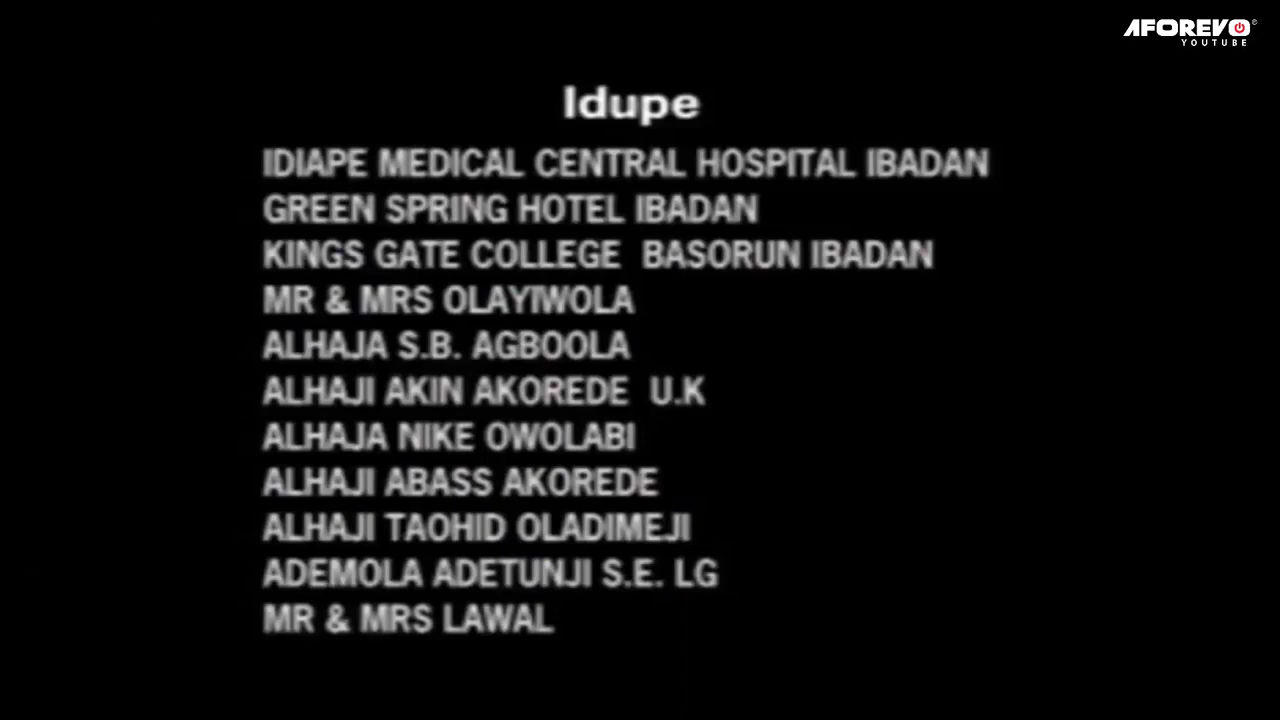 AFOREVO
YOUTUBE
Idupe
IDIAPE MEDICAL CENTRAL HOSPITAL IBADAN
GREEN SPRING HOTEL IBADAN
KINGS GATE COLLEGE  BASORUN IBADAN
MR & MRS OLAYIWOLA
ALHAJA S.B. AGBOOLA
ALHAJI AKIN AKOREDE  U.K
ALHAJA NIKE OWOLABI
ALHAJI ABASS AKOREDE
ALHAJI TAOHID OLADIMEJI
ADEMOLA ADETUNJI S.E. LG
MR & MRS LAWAL